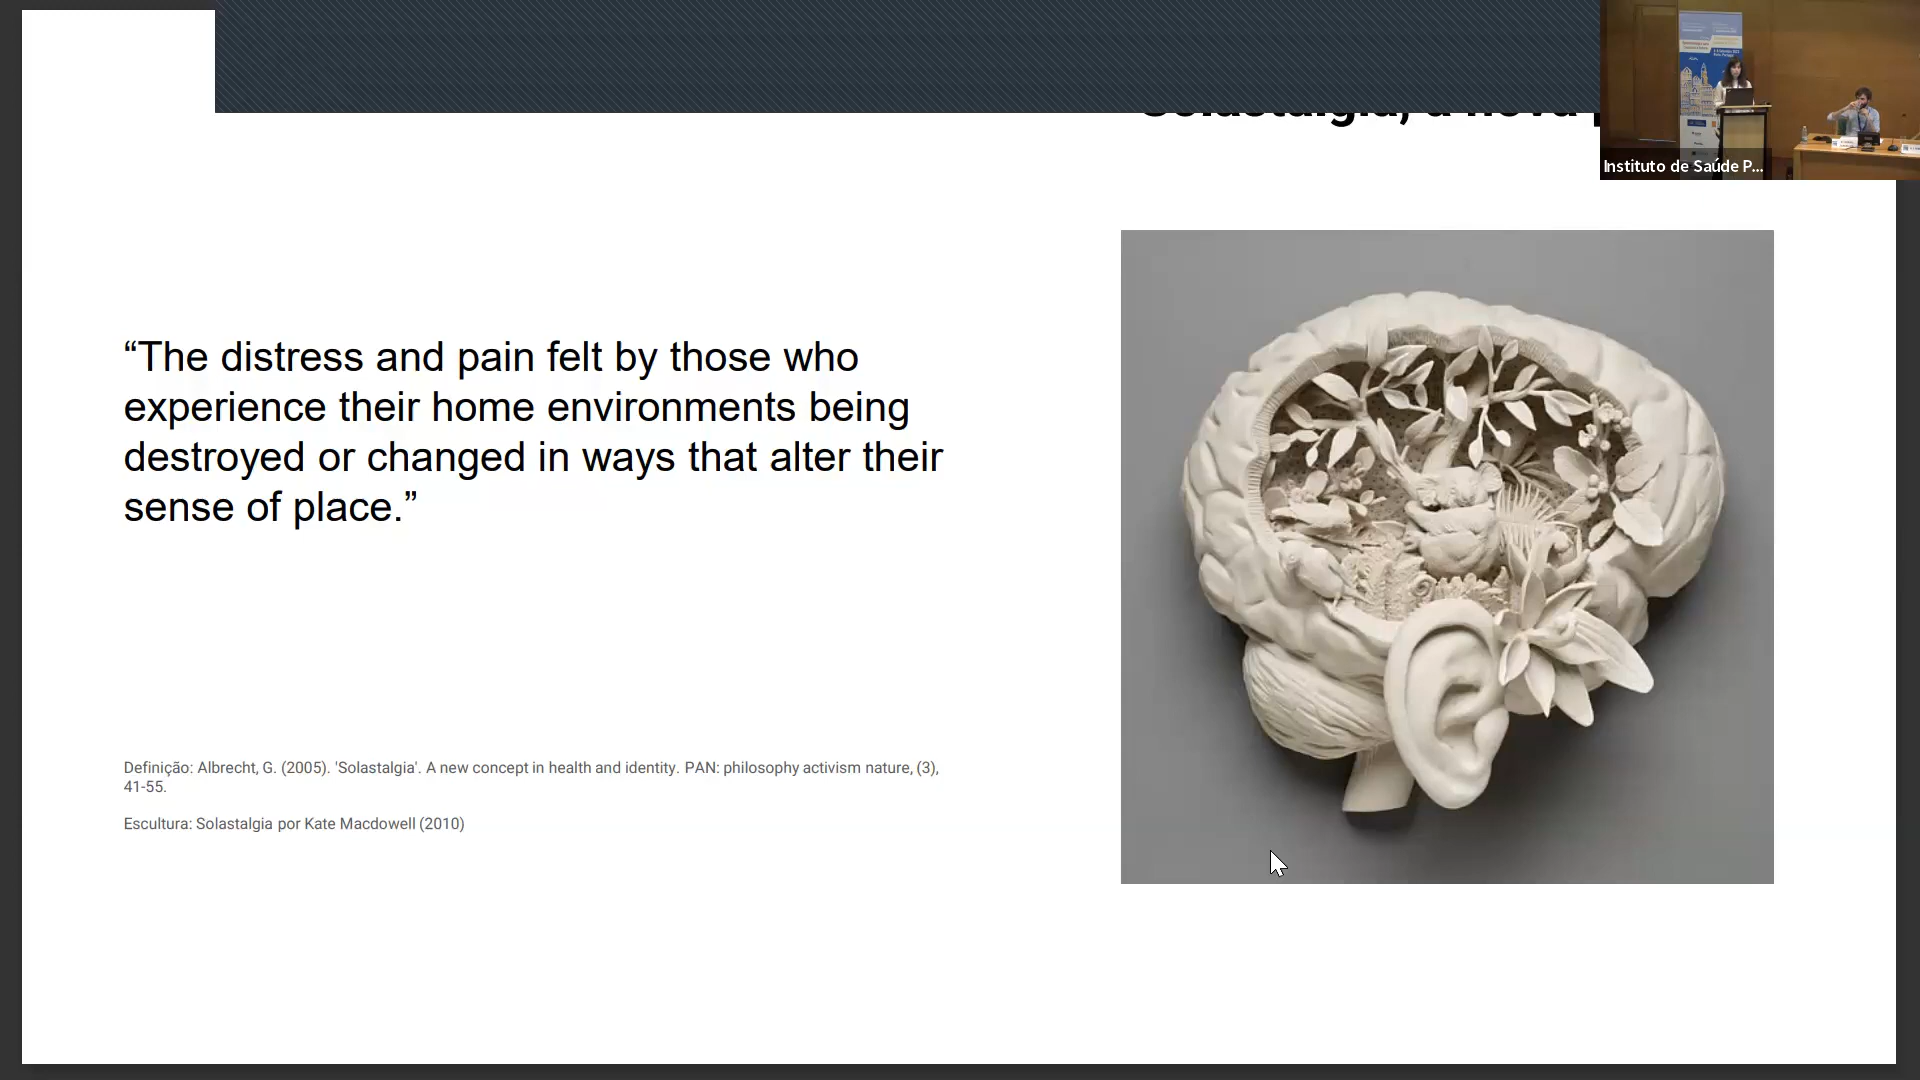 Solastalgia, a nova
Instituto de Saúde P...
“The distress and pain felt by those who
experience their home environments being
destroyed or changed in ways that alter their
sense of place.”
Definição: Albrecht, G. (2005). 'Solastalgia'. A new concept in health and identity. PAN: philosophy activism nature, (3),
41-55.
Escultura: Solastalgia por Kate Macdowell (2010)